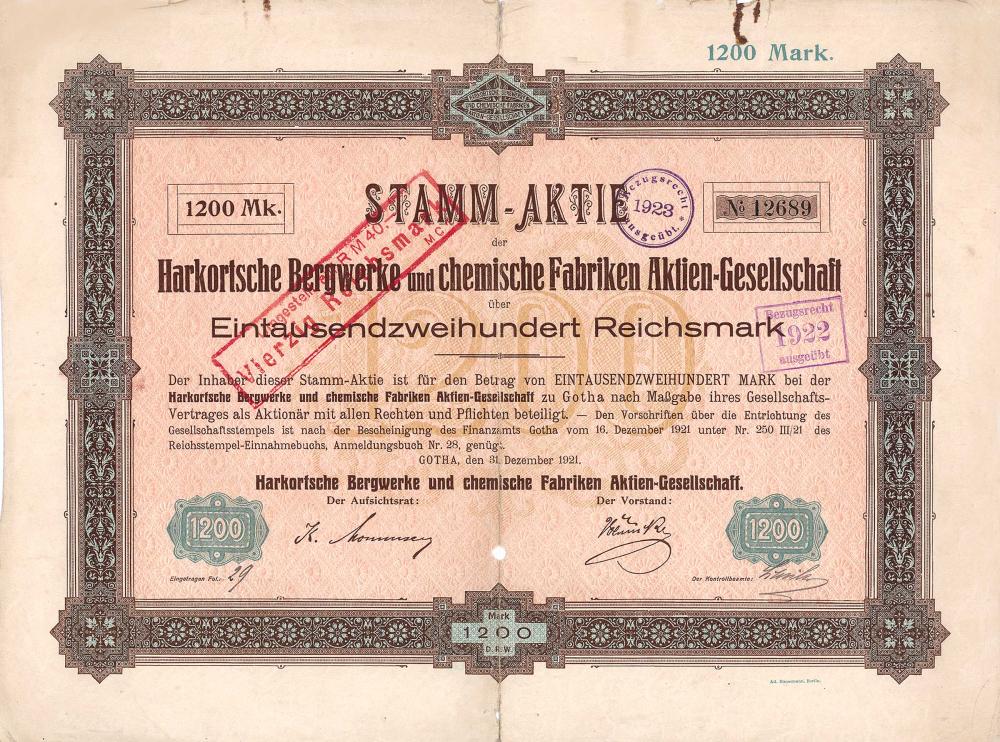 1200 Mark.
UND CHEMISCHE FABRIKEN
1200 Mk.
STAMM-AKTIE
Bezugsrecht
1923
ausgeübt.
No 12689
der
Harkortsche Bergwerke und chemische Fabriken Aktien-Gesellschaft
über
Eintausendzweihundert Reichsmark
RM 40.
Vierzig Reichsmark
Bezugsrecht
1922
ausgeübt
Der Inhaber dieser Stamm-Aktie ist für den Betrag von EINTAUSENDZWEIHUNDERT MARK bei der
Harkortsche Bergwerke und chemische Fabriken Aktien-Gesellschaft zu Gotha nach Maßgabe ihres Gesellschafts-
Vertrages als Aktionär mit allen Rechten und Pflichten beteiligt. — Den Vorschriften über die Entrichtung des
Gesellschaftsstempels ist nach der Bescheinigung des Finanzamts Gotha vom 16. Dezember 1921 unter Nr. 250 III/21 des
Reichsstempel-Einnahmebuchs, Anmeldungsbuch Nr. 28, genügt.
GOTHA, den 31. Dezember 1921.
Harkortsche Bergwerke und chemische Fabriken Aktien-Gesellschaft.
Der Aufsichtsrat:
Der Vorstand:
1200
1200
K. Mommsen
Eingetragen Fol.: 29
Der Kontrollbeamte:
Mark
1200
D.R.W.